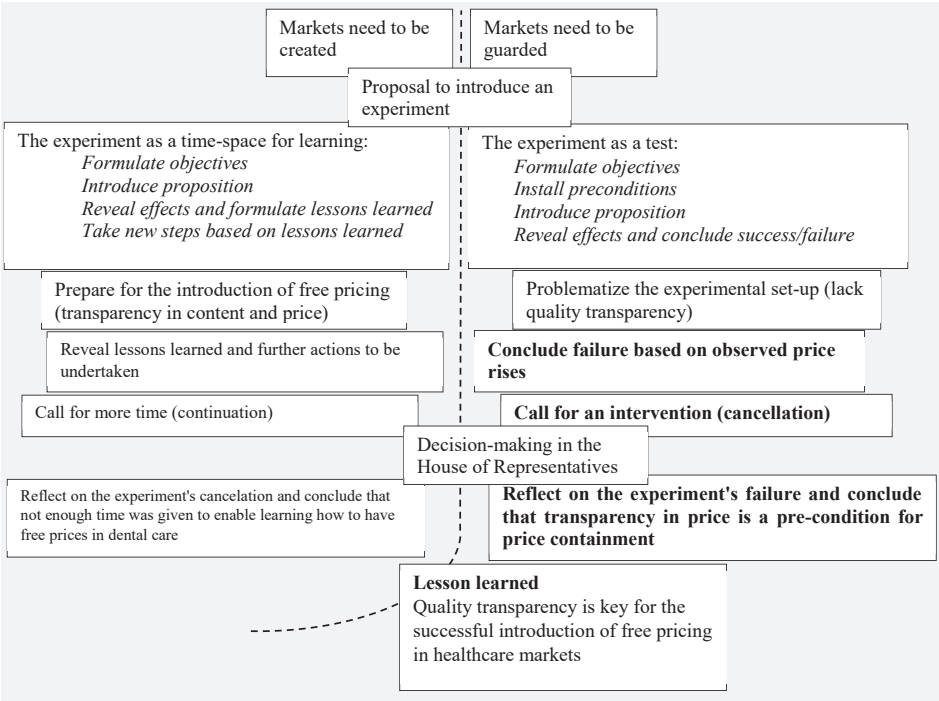 Markets need to be
created
Markets need to be
guarded
Proposal to introduce an
experiment
The experiment as a time-space for learning:
Formulate objectives
Introduce proposition
Reveal effects and formulate lessons learned
Take new steps based on lessons learned
The experiment as a test:
Formulate objectives
Install preconditions
Introduce proposition
Reveal effects and conclude success/failure
Prepare for the introduction of free pricing
(transparency in content and price)
Problematize the experimental set-up (lack
quality transparency)
Reveal lessons learned and further actions to be
undertaken
Conclude failure based on observed price
rises
Call for more time (continuation)
Call for an intervention (cancellation)
Decision-making in the
House of Representatives
Reflect on the experiment's cancelation and conclude that
not enough time was given to enable learning how to have
free prices in dental care
Reflect on the experiment's failure and conclude
that transparency in price is a pre-condition for
price containment
Lesson learned
Quality transparency is key for the
successful introduction of free pricing
in healthcare markets